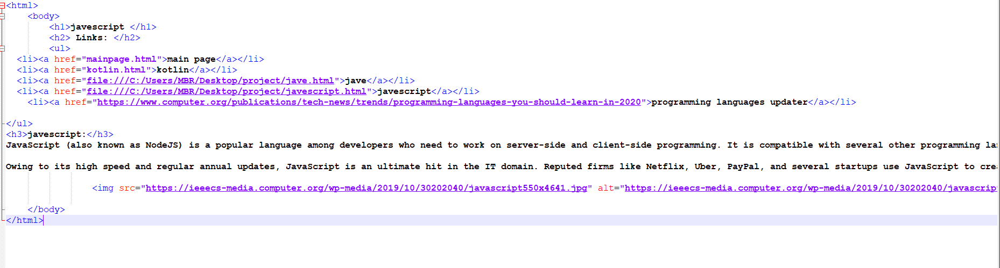 <html>
<body>
<h1>javescript </h1>
<h2> Links: </h2>
<ul>
<li><a href="mainpage.html">main page</a></li>
<li><a href="kotlin.html">kotlin</a></li>
<li><a href="file:///C:/Users/MBR/Desktop/project/jave.html">jave</a></li>
<li><a href="file:///C:/Users/MBR/Desktop/project/javescript.html">javescript</a></li>
<li><a href="https://www.computer.org/publications/tech-news/trends/programming-languages-you-should-learn-in-2020">programming languages updater</a></li>
</ul>
<h3>javescript:</h3>
JavaScript (also known as NodeJS) is a popular language among developers who need to work on server-side and client-side programming. It is compatible with several other programming la
Owing to its high speed and regular annual updates, JavaScript is an ultimate hit in the IT domain. Reputed firms like Netflix, Uber, PayPal, and several startups use JavaScript to cre
<img src="https://ieeecs-media.computer.org/wp-media/2019/10/30202040/javascript550x4641.jpg" alt="https://ieeecs-media.computer.org/wp-media/2019/10/30202040/javascrip
</body>
</html>